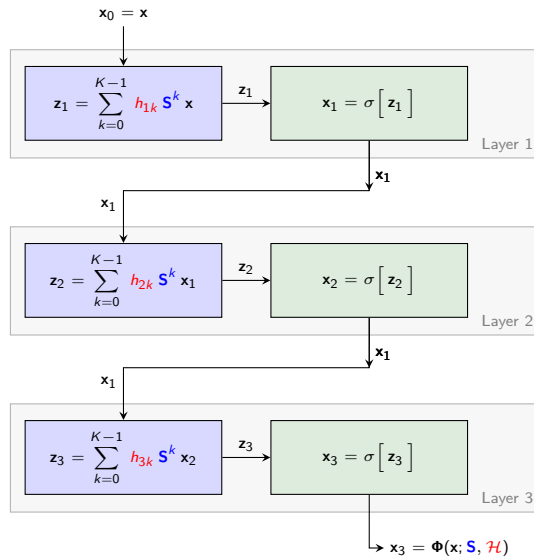 x₀ = x
z₁ = ∑_{k=0}^{K−1} h₁ₖ Sᵏ x
z₁
x₁ = σ[ z₁ ]
Layer 1
x₁
x₁
z₂ = ∑_{k=0}^{K−1} h₂ₖ Sᵏ x₁
z₂
x₂ = σ[ z₂ ]
Layer 2
x₁
x₁
z₃ = ∑_{k=0}^{K−1} h₃ₖ Sᵏ x₂
z₃
x₃ = σ[ z₃ ]
Layer 3
x₃ = Φ(x; S, ℋ)